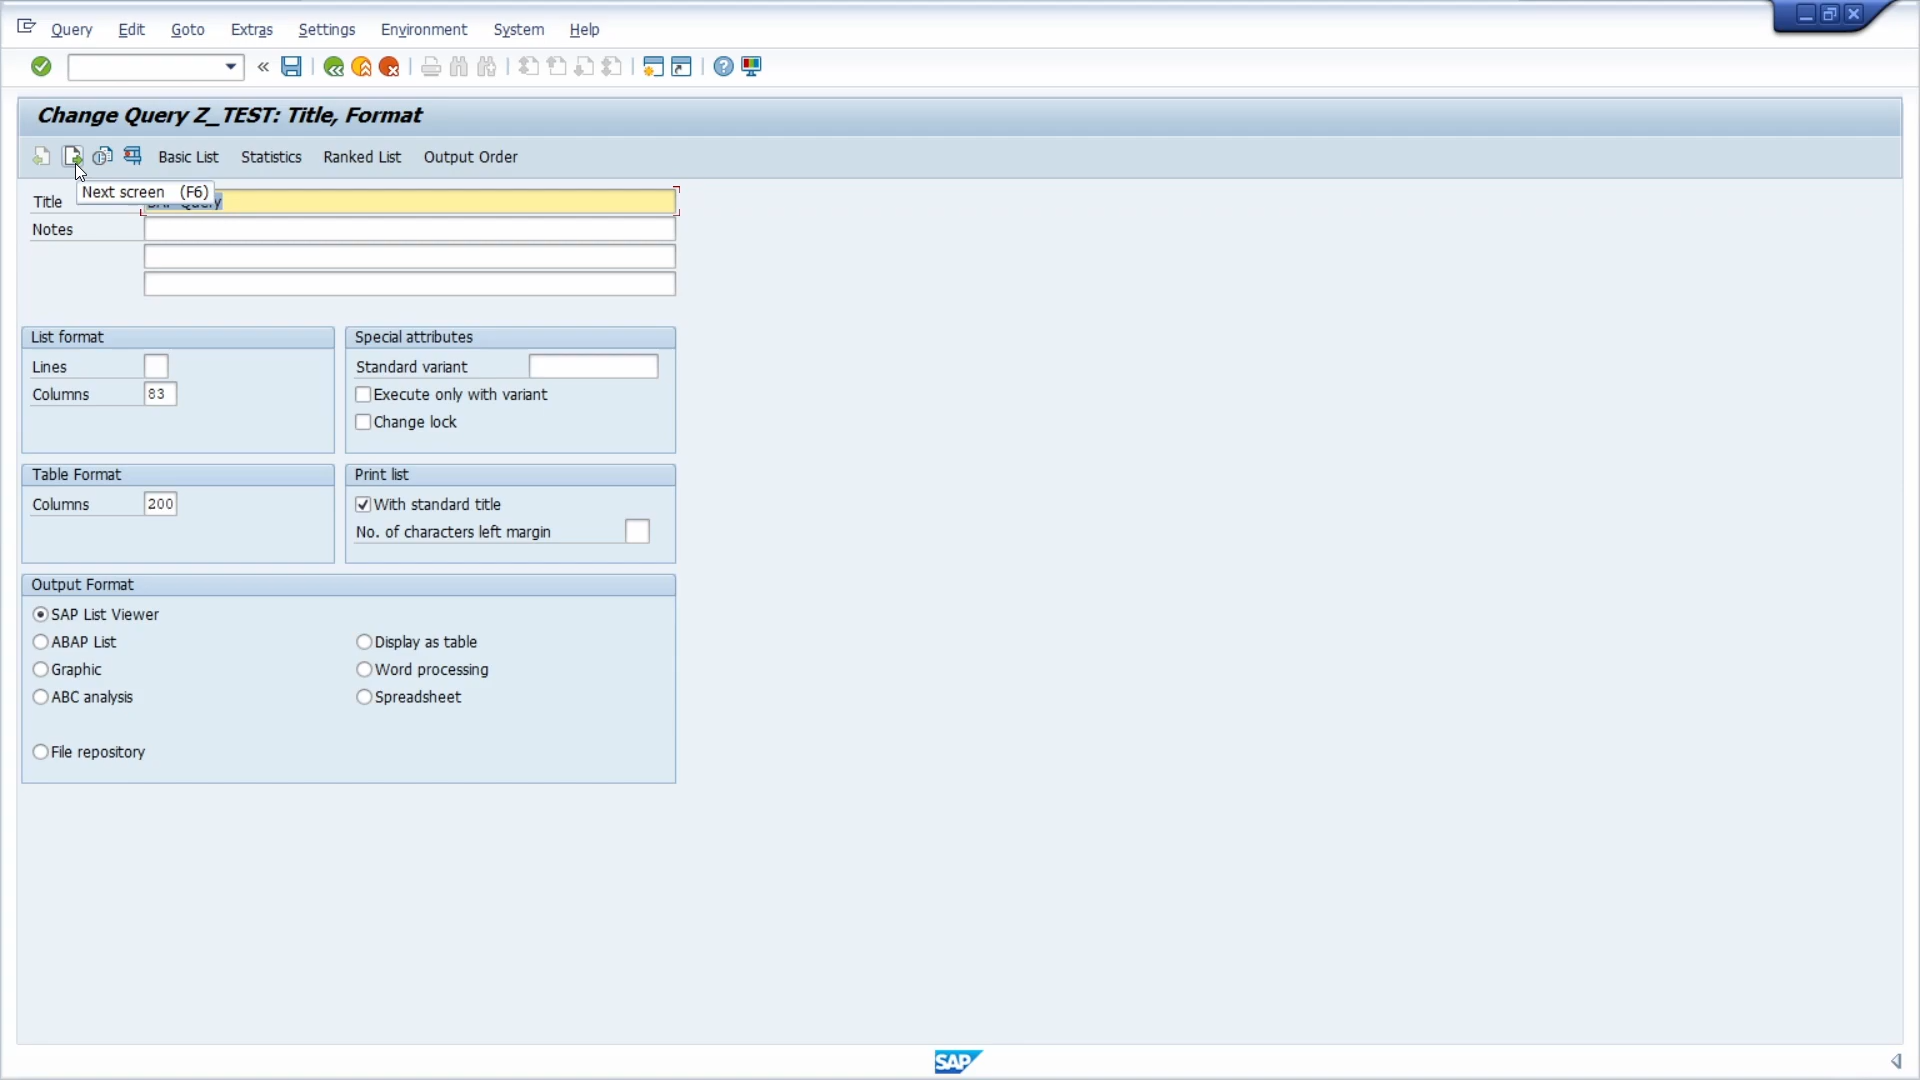 Query Edit Goto Extras Settings Environment System Help
Change Query Z_TEST: Title, Format
Basic List Statistics Ranked List Output Order
Next screen (F6)
Title SAP Query
Notes
List format
Lines
Columns 83
Special attributes
Standard variant
Execute only with variant
Change lock
Table Format
Columns 200
Print list
With standard title
No. of characters left margin
Output Format
SAP List Viewer
ABAP List Display as table
Graphic Word processing
ABC analysis Spreadsheet
File repository
SAP